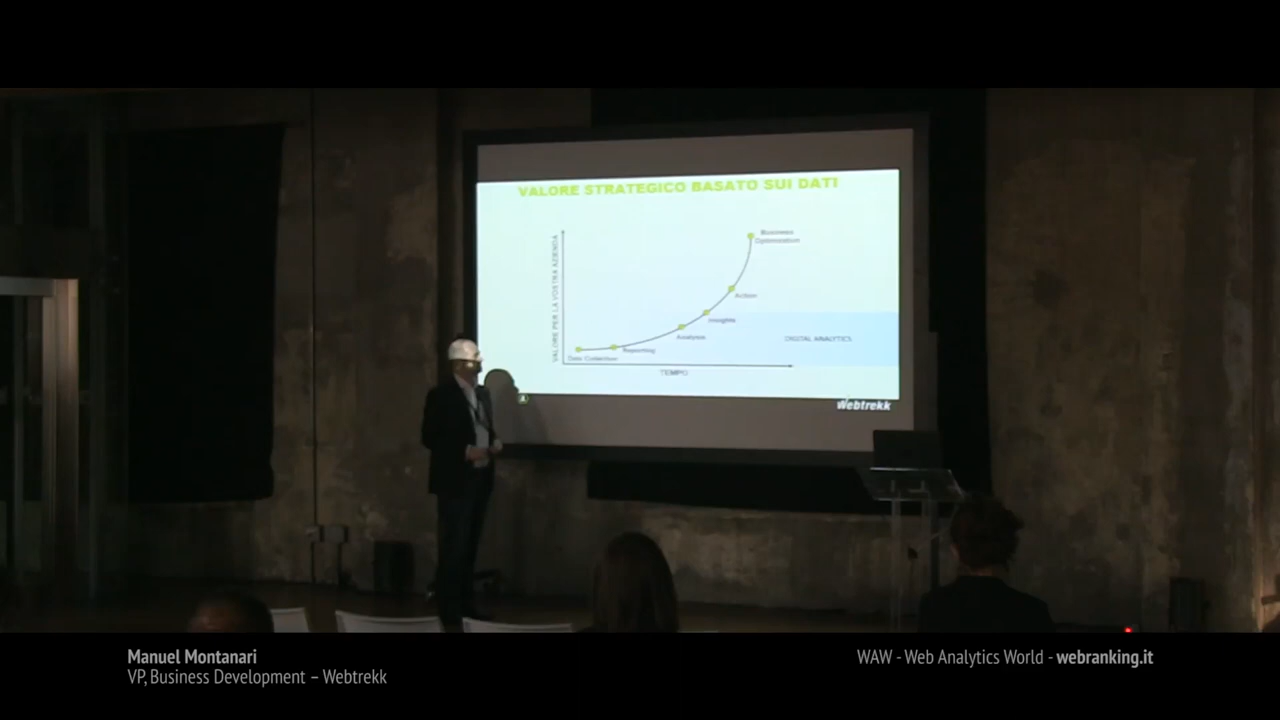 VALORE STRATEGICO BASATO SUI DATI
VALORE PER LA VOSTRA AZIENDA
Business
Optimization
Action
Insights
Analysis
Reporting
Data Collection
DIGITAL ANALYTICS
TEMPO
Webtrekk
Manuel Montanari
VP, Business Development – Webtrekk
WAW - Web Analytics World - webranking.it